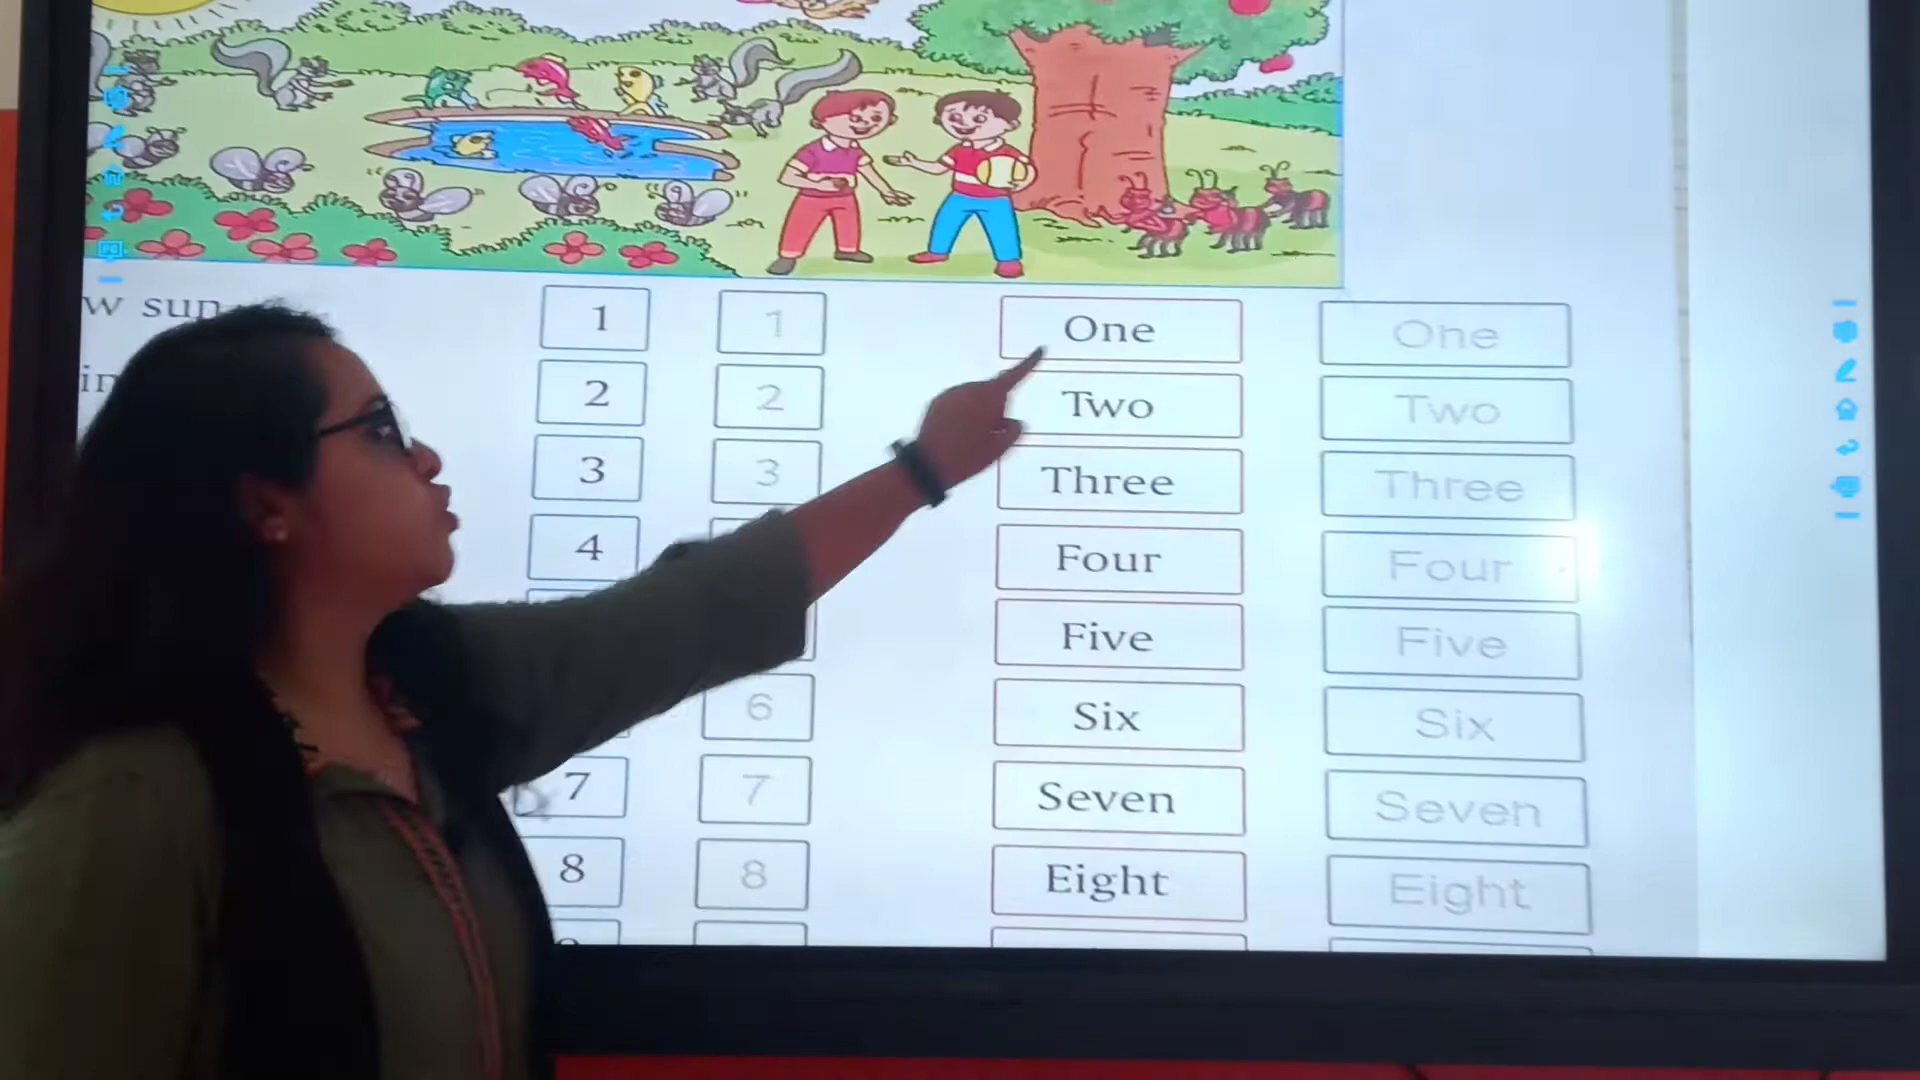 w sun 1 1 One One
in 2 2 Two Two
3 3 Three Three
4 Four Four
Five Five
6 Six Six
7 7 Seven Seven
8 8 Eight Eight